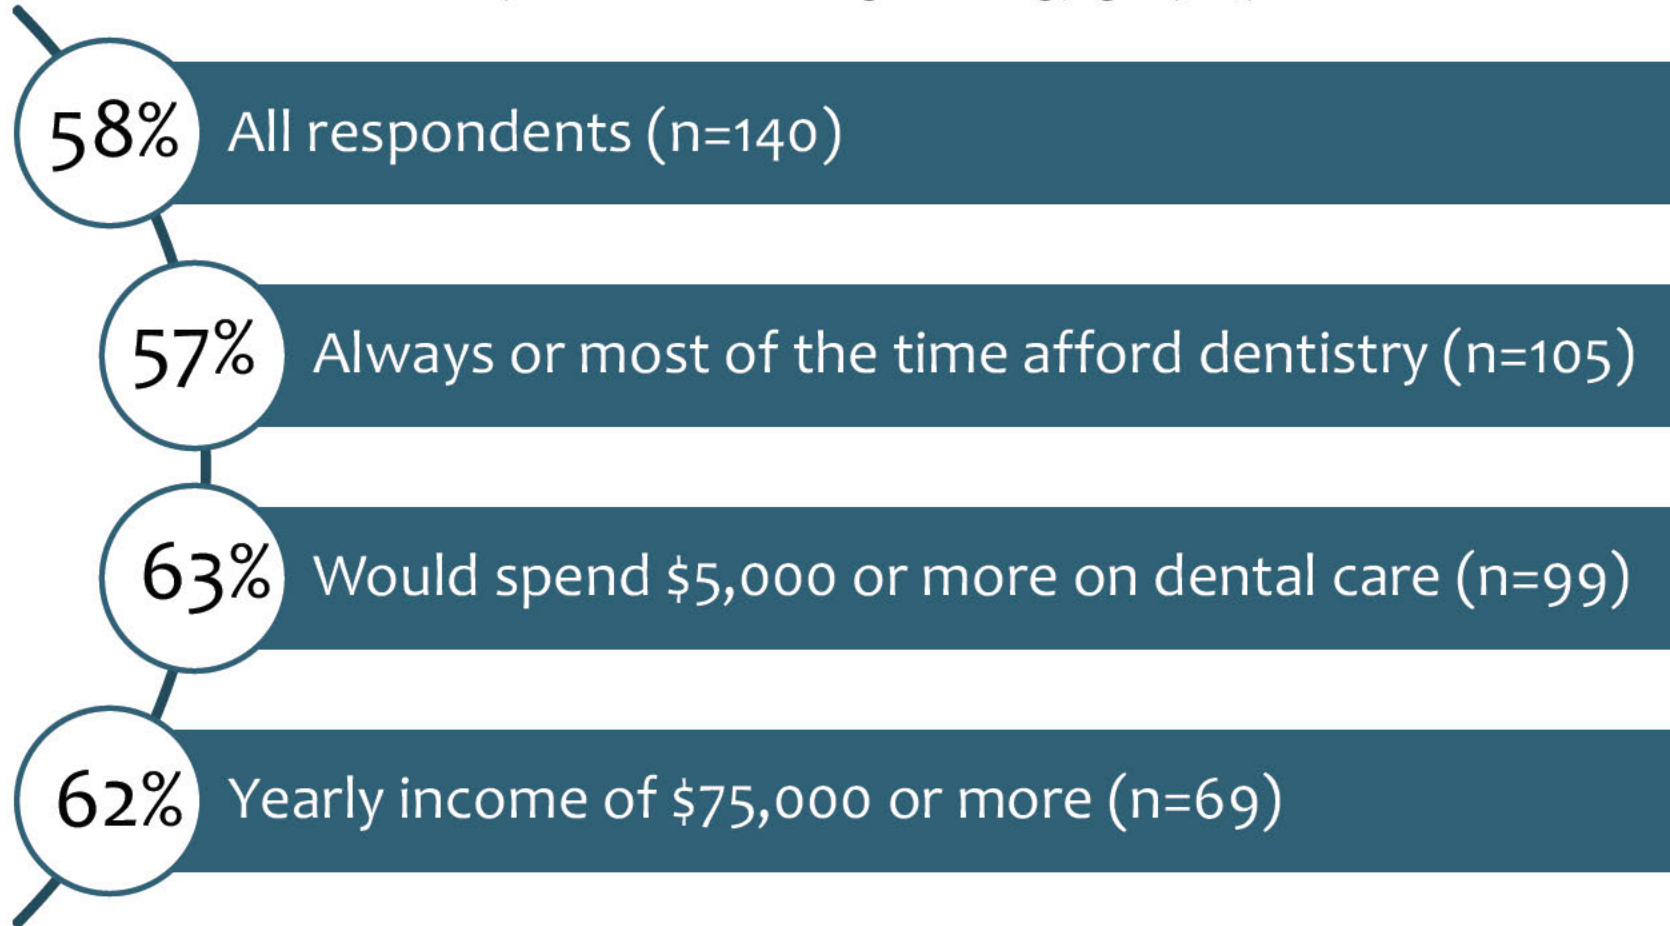 58% All respondents (n=140)
57% Always or most of the time afford dentistry (n=105)
63% Would spend $5,000 or more on dental care (n=99)
62% Yearly income of $75,000 or more (n=69)